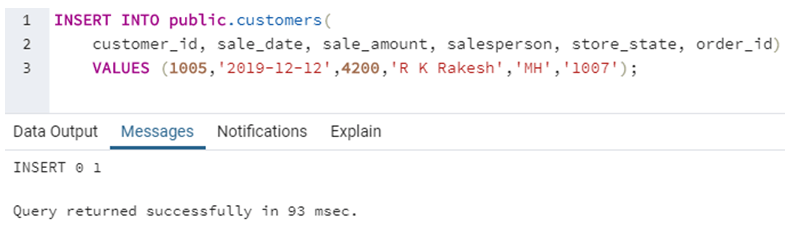 1 INSERT INTO public.customers(
2 customer_id, sale_date, sale_amount, salesperson, store_state, order_id)
3 VALUES (1005,'2019-12-12',4200,'R K Rakesh','MH','1007');
Data Output Messages Notifications Explain
INSERT 0 1
Query returned successfully in 93 msec.